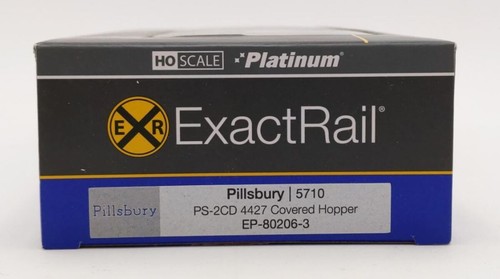 HO SCALE Platinum®
E R ExactRail®
Pillsbury | 5710
Pillsbury PS-2CD 4427 Covered Hopper
EP-80206-3